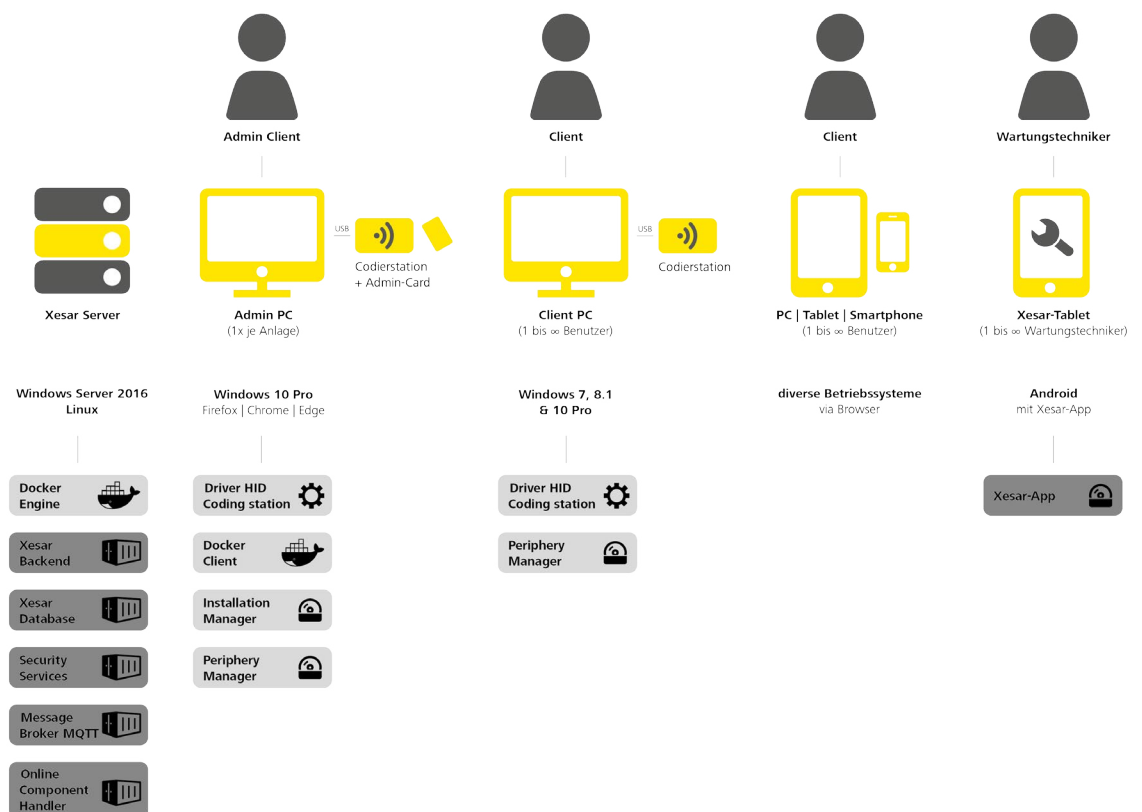 Admin Client
Client
Client
Wartungstechniker
USB
USB
Codierstation
+ Admin-Card
Codierstation
Xesar Server
Admin PC
(1x je Anlage)
Client PC
(1 bis ∞ Benutzer)
PC | Tablet | Smartphone
(1 bis ∞ Benutzer)
Xesar-Tablet
(1 bis ∞ Wartungstechniker)
Windows Server 2016
Linux
Windows 10 Pro
Firefox | Chrome | Edge
Windows 7, 8.1
& 10 Pro
diverse Betriebssysteme
via Browser
Android
mit Xesar-App
Docker
Engine
Xesar
Backend
Xesar
Database
Security
Services
Message
Broker MQTT
Online
Component
Handler
Driver HID
Coding station
Docker
Client
Installation
Manager
Periphery
Manager
Driver HID
Coding station
Periphery
Manager
Xesar-App